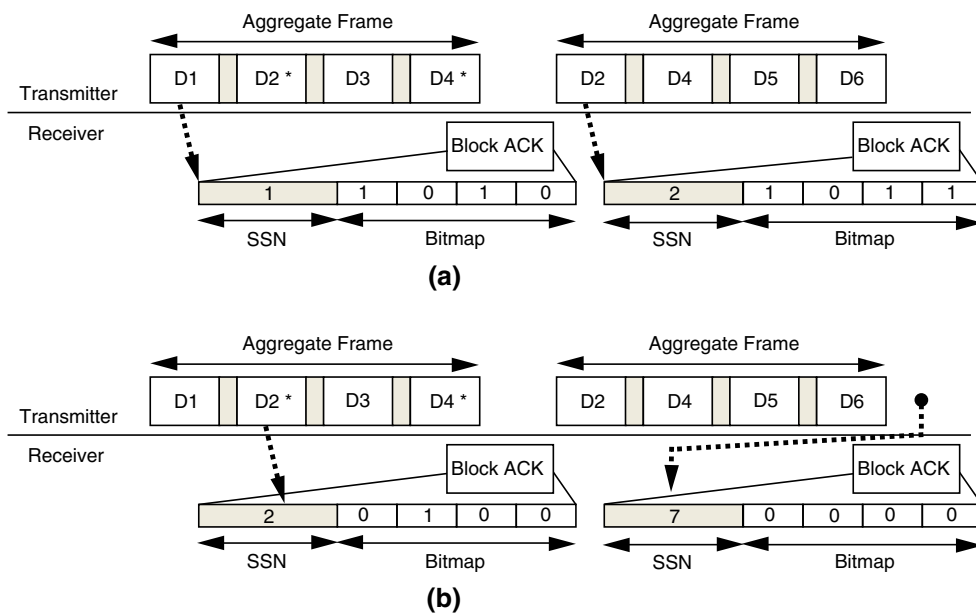 Aggregate Frame Aggregate Frame
D1 D2 * D3 D4 * D2 D4 D5 D6
Transmitter
Receiver
Block ACK Block ACK
1 1 0 1 0 2 1 0 1 1
SSN Bitmap SSN Bitmap
(a)
Aggregate Frame Aggregate Frame
D1 D2 * D3 D4 * D2 D4 D5 D6
Transmitter
Receiver
Block ACK Block ACK
2 0 1 0 0 7 0 0 0 0
SSN Bitmap SSN Bitmap
(b)